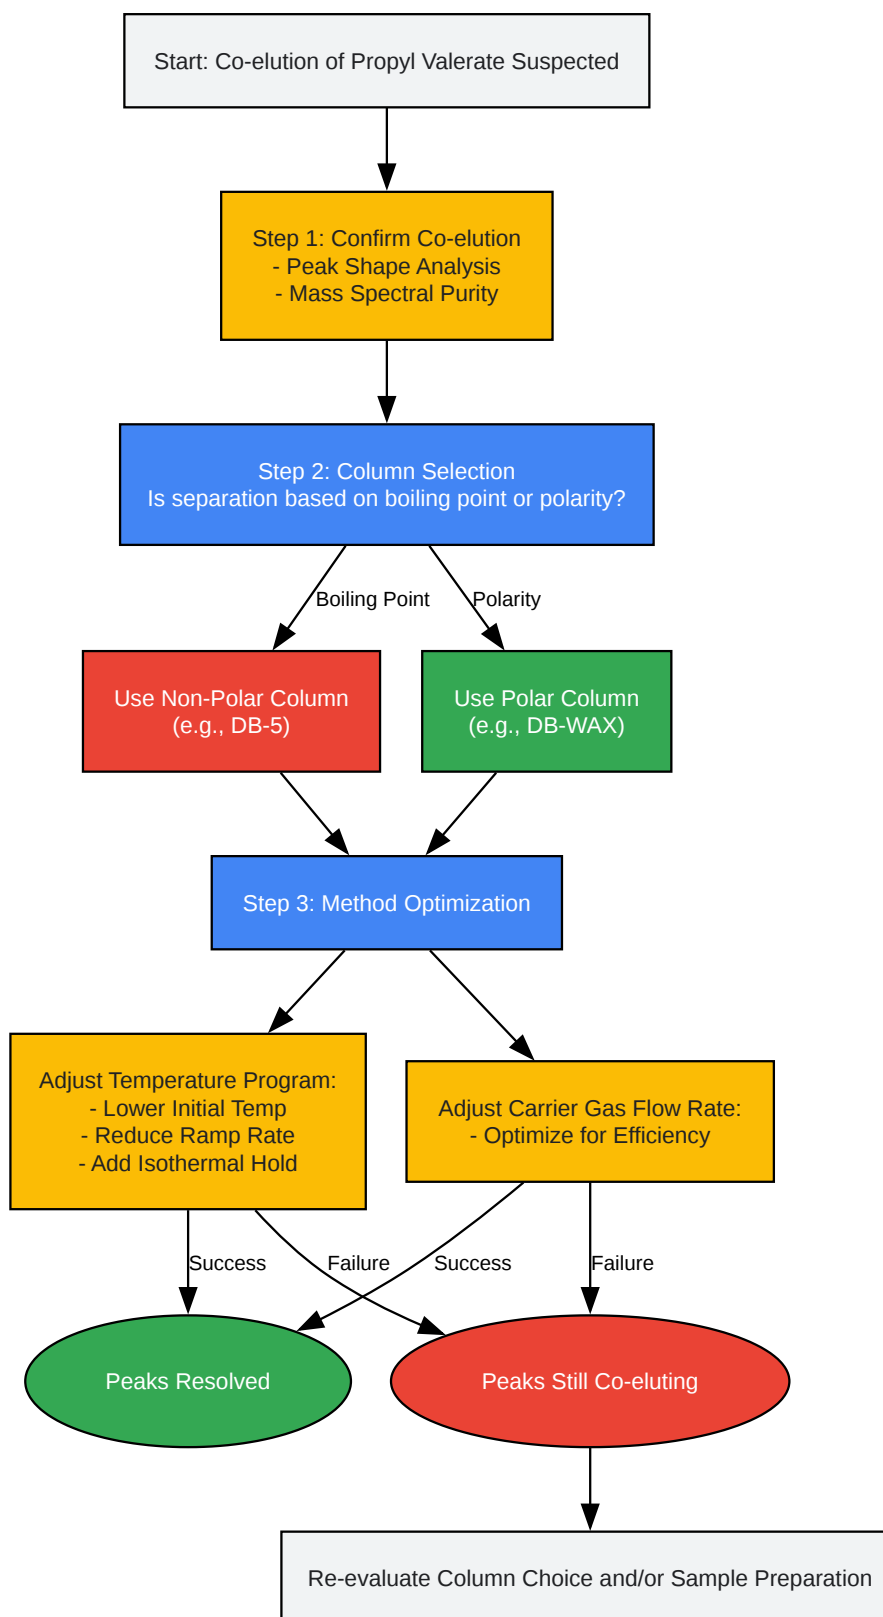 Start: Co-elution of Propyl Valerate Suspected
Step 1: Confirm Co-elution
- Peak Shape Analysis
- Mass Spectral Purity
Step 2: Column Selection
Is separation based on boiling point or polarity?
Boiling Point
Polarity
Use Non-Polar Column
(e.g., DB-5)
Use Polar Column
(e.g., DB-WAX)
Step 3: Method Optimization
Adjust Temperature Program:
- Lower Initial Temp
- Reduce Ramp Rate
- Add Isothermal Hold
Adjust Carrier Gas Flow Rate:
- Optimize for Efficiency
Success
Failure
Success
Failure
Peaks Resolved
Peaks Still Co-eluting
Re-evaluate Column Choice and/or Sample Preparation